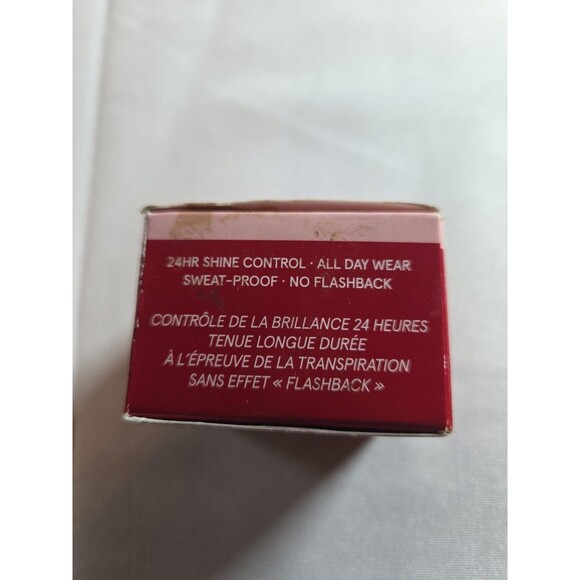 24HR SHINE CONTROL · ALL DAY WEAR
SWEAT-PROOF · NO FLASHBACK
CONTRÔLE DE LA BRILLANCE 24 HEURES
TENUE LONGUE DURÉE
À L'ÉPREUVE DE LA TRANSPIRATION
SANS EFFET « FLASHBACK »